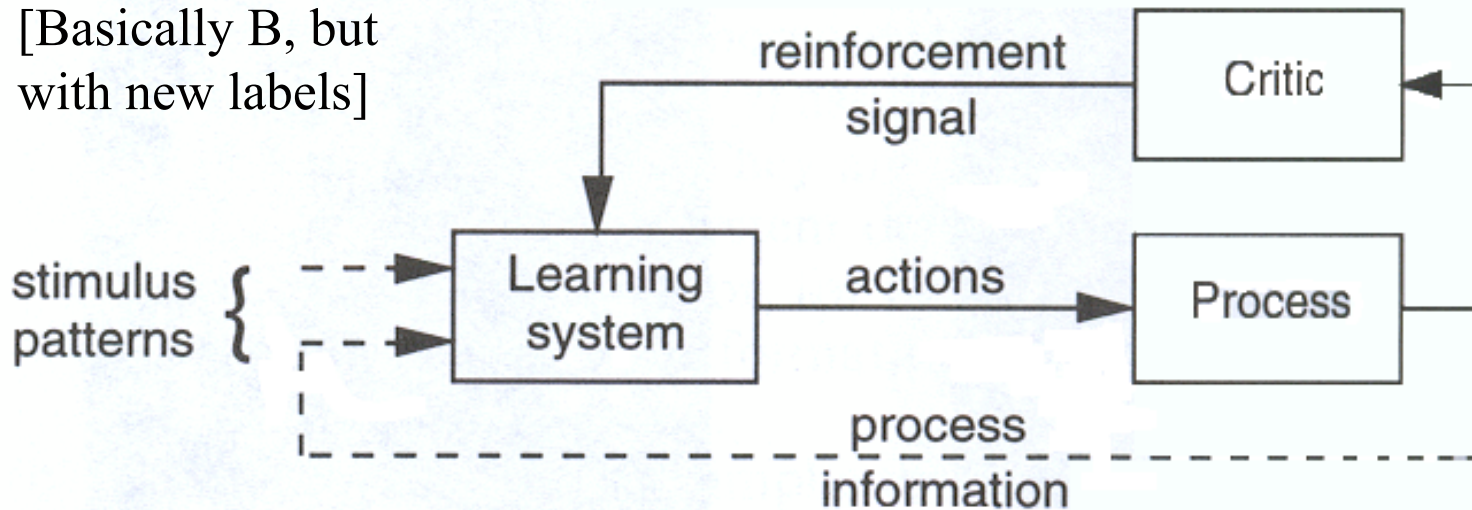 [Basically B, but
with new labels]
reinforcement
signal
Critic
stimulus
patterns
Learning
system
actions
Process
process
information